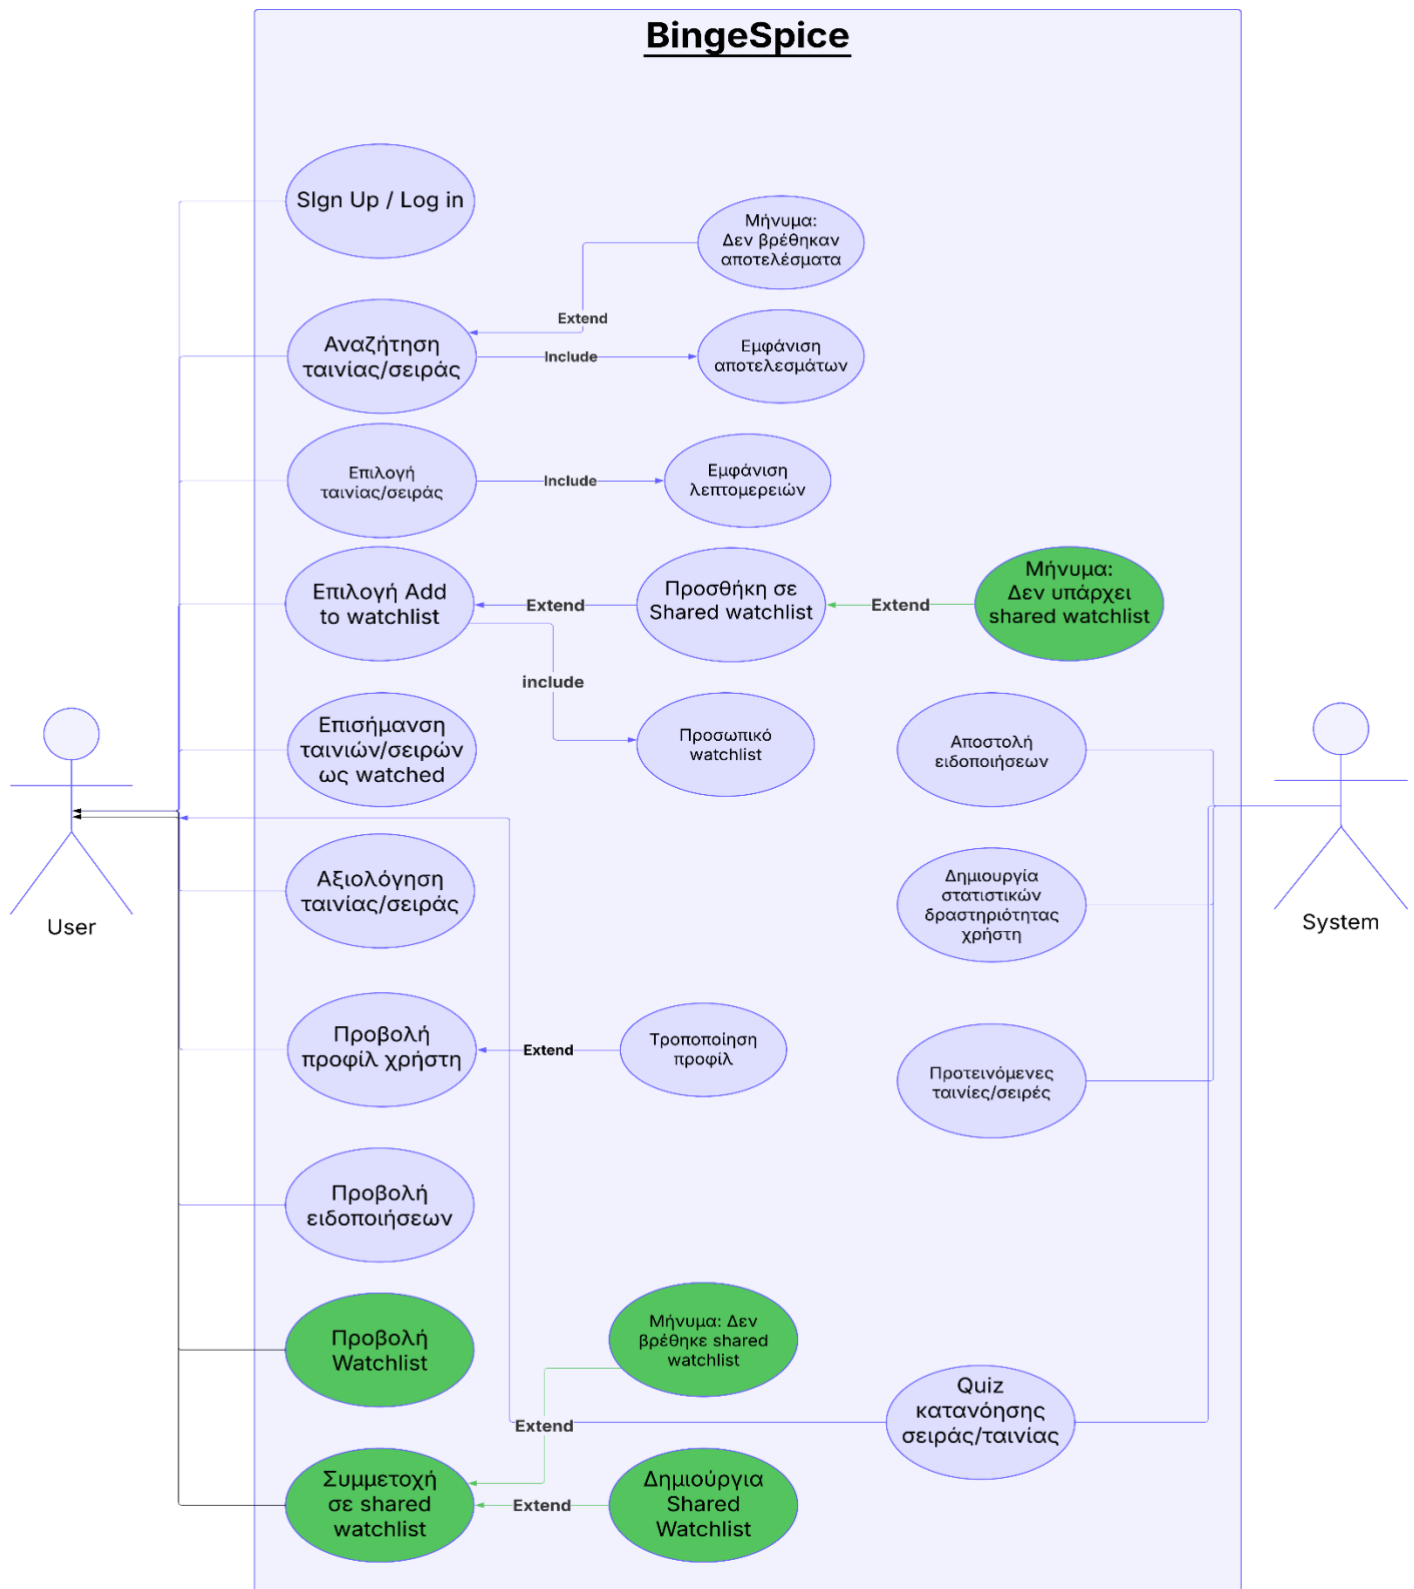 BingeSpice
SIgn Up / Log in
Μήνυμα:
Δεν βρέθηκαν
αποτελέσματα
Extend
Αναζήτηση
ταινίας/σειράς
Include
Εμφάνιση
αποτελεσμάτων
Επιλογή
ταινίας/σειράς
Include
Εμφάνιση
λεπτομερειών
Επιλογή Add
to watchlist
Extend
Προσθήκη σε
Shared watchlist
Extend
Μήνυμα:
Δεν υπάρχει
shared watchlist
include
Επισήμανση
ταινιών/σειρών
ως watched
Προσωπικό
watchlist
Αποστολή
ειδοποιήσεων
Αξιολόγηση
ταινίας/σειράς
Δημιουργία
στατιστικών
δραστηριότητας
χρήστη
User
System
Προβολή
προφίλ χρήστη
Extend
Τροποποίηση
προφίλ
Προτεινόμενες
ταινίες/σειρές
Προβολή
ειδοποιήσεων
Προβολή
Watchlist
Μήνυμα: Δεν
βρέθηκε shared
watchlist
Extend
Quiz
κατανόησης
σειράς/ταινίας
Συμμετοχή
σε shared
watchlist
Extend
Δημιούργια
Shared
Watchlist